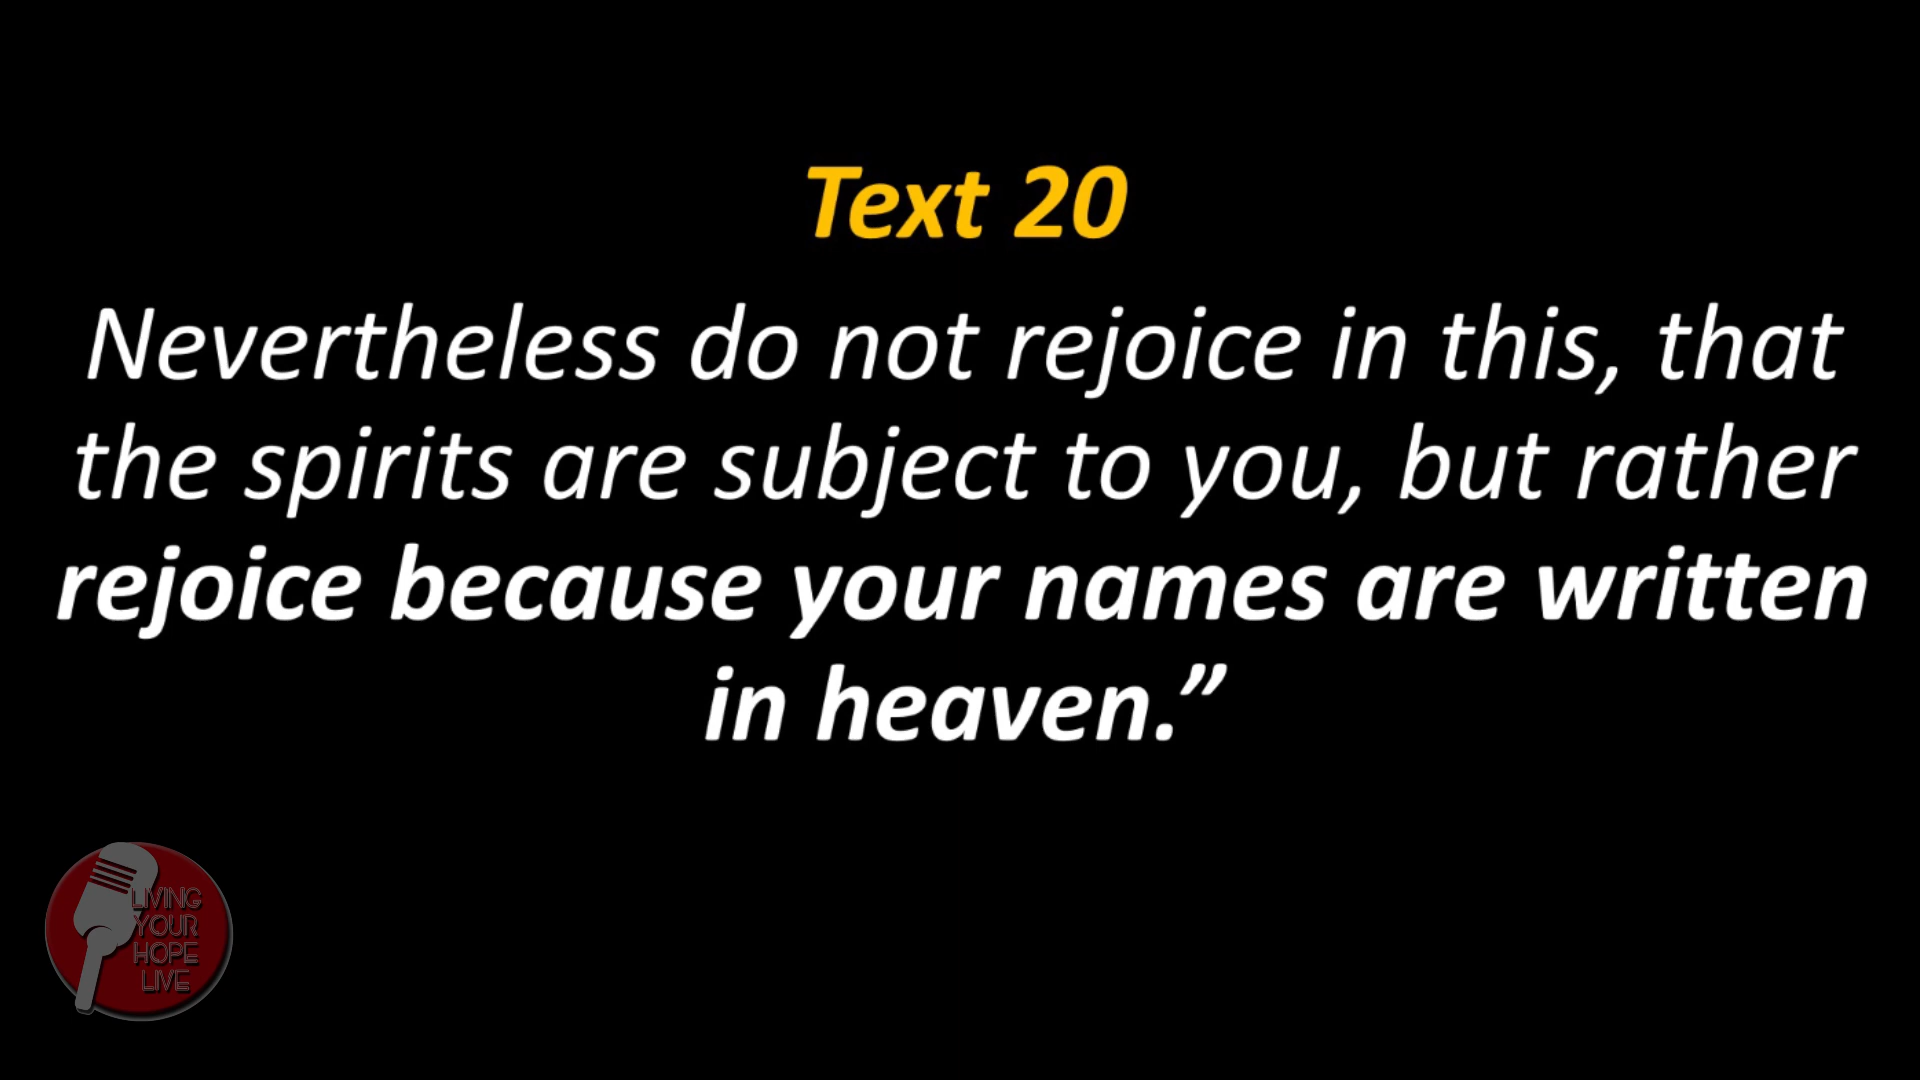 Text 20
Nevertheless do not rejoice in this, that
the spirits are subject to you, but rather
rejoice because your names are written
in heaven.”
LIVING
YOUR
HOPE
LIVE